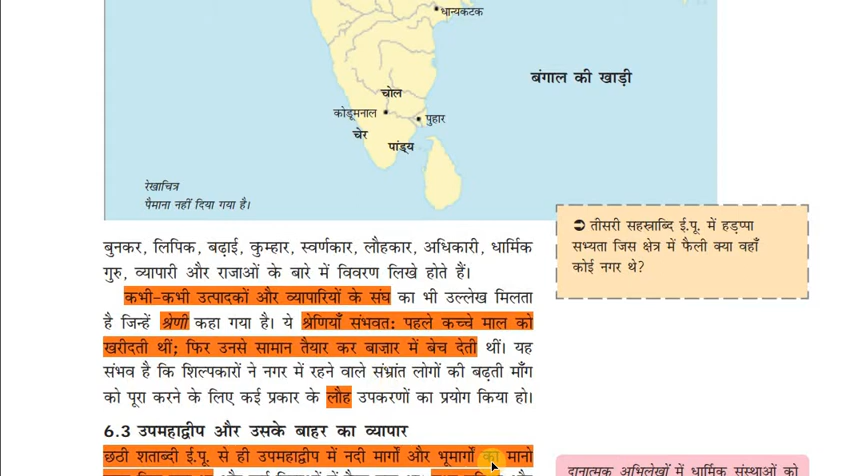 धान्यकटक
बंगाल की खाड़ी
चोल
कोडूमनाल
पुहार
चेर
पांड्य
रेखाचित्र
पैमाना नहीं दिया गया है।
बुनकर, लिपिक, बढ़ाई, कुम्हार, स्वर्णकार, लौहकार, अधिकारी, धार्मिक
गुरु, व्यापारी और राजाओं के बारे में विवरण लिखे होते हैं।
कभी-कभी उत्पादकों और व्यापारियों के संघ का भी उल्लेख मिलता
है जिन्हें श्रेणी कहा गया है। ये श्रेणियाँ संभवत: पहले कच्चे माल को
खरीदती थीं; फिर उनसे सामान तैयार कर बाज़ार में बेच देती थीं। यह
संभव है कि शिल्पकारों ने नगर में रहने वाले संभ्रांत लोगों की बढ़ती माँग
को पूरा करने के लिए कई प्रकार के लौह उपकरणों का प्रयोग किया हो।
6.3 उपमहाद्वीप और उसके बाहर का व्यापार
छठी शताब्दी ई.पू. से ही उपमहाद्वीप में नदी मार्गों और भूमार्गों का मानो
तीसरी सहस्राब्दि ई.पू. में हड़प्पा
सभ्यता जिस क्षेत्र में फैली क्या वहाँ
कोई नगर थे?
दानात्मक अभिलेखों में धार्मिक संस्थाओं को